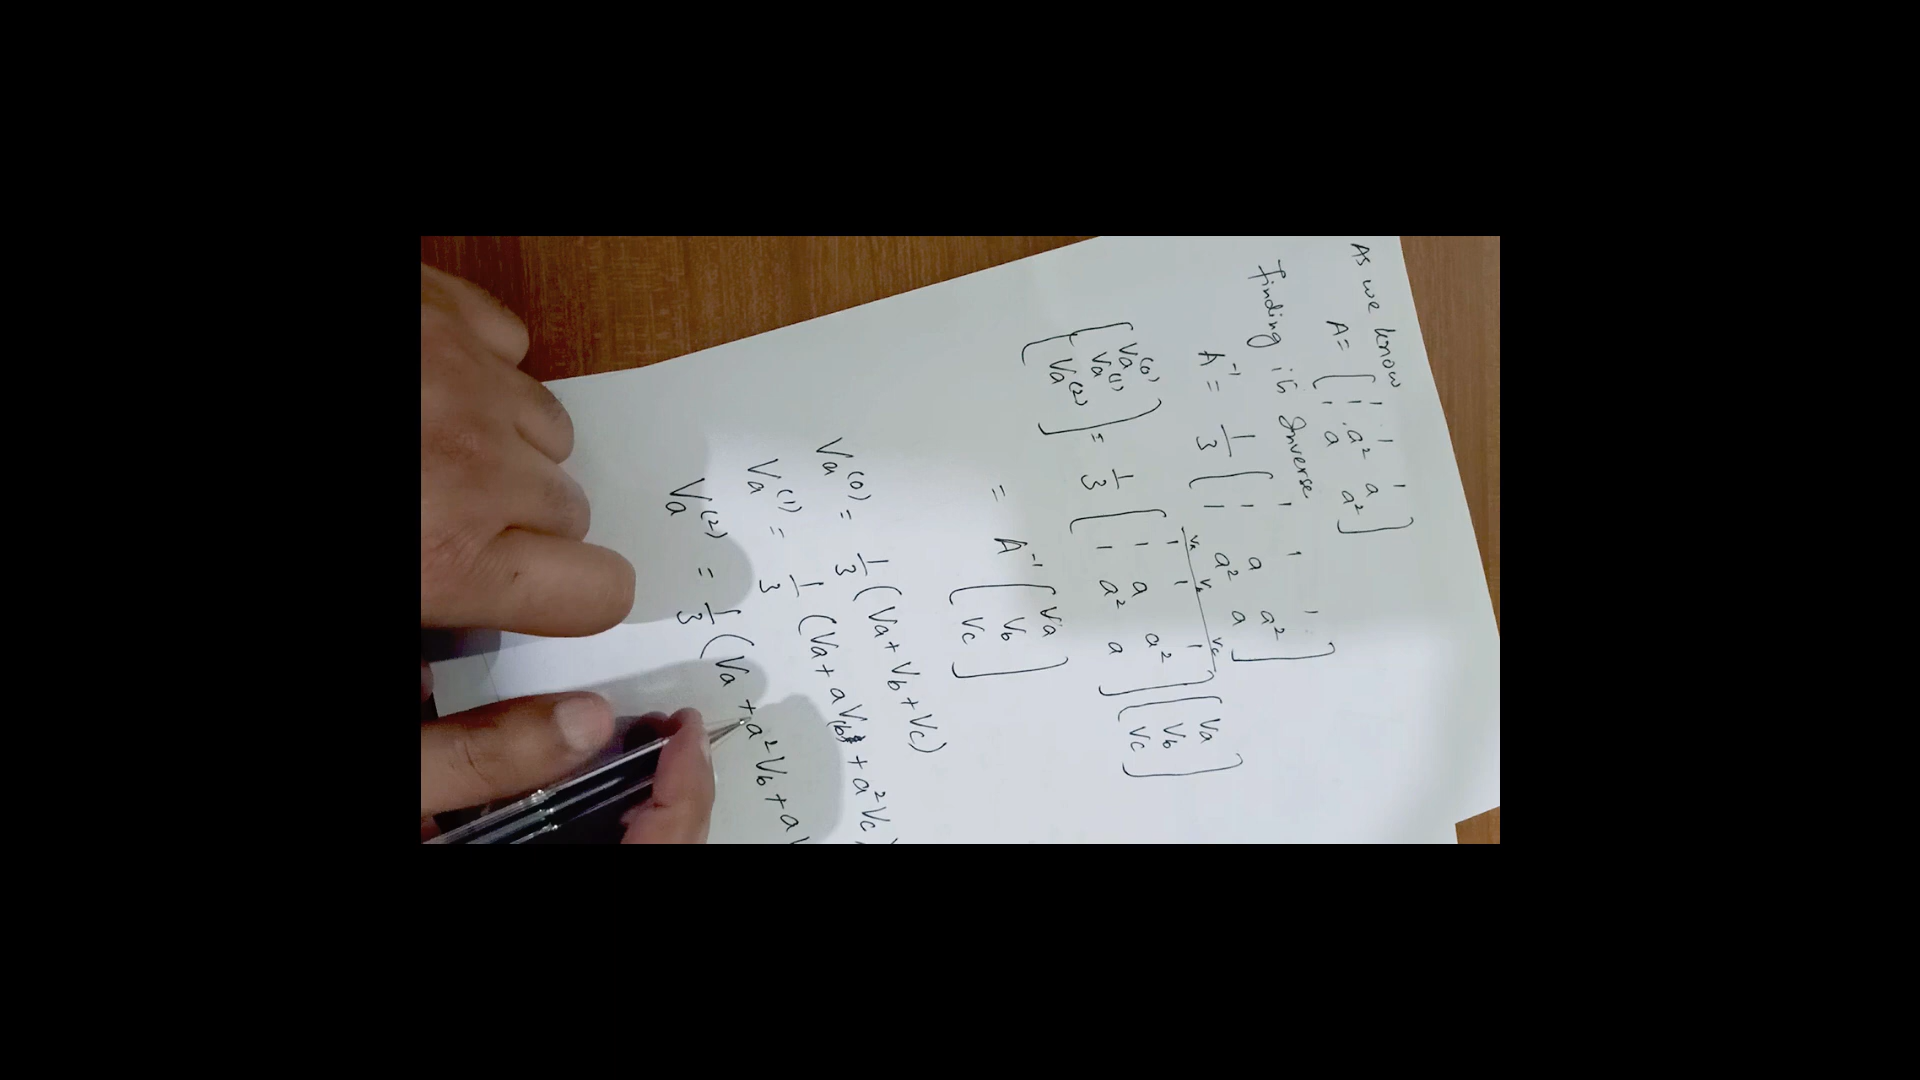 As we know
A = [ 1 1 1
1 a² a
1 a a² ]
finding its Inverse
A⁻¹ = 1/3 [ 1 1 1
1 a a²
1 a² a ]
Va Vb Vc
[ Va⁽⁰⁾
Va⁽¹⁾
Va⁽²⁾ ] = 1/3 [ 1 1 1
1 a a²
1 a² a ] [ Va
Vb
Vc ]
= A⁻¹ [ Va
Vb
Vc ]
Va⁽⁰⁾ = 1/3 (Va + Vb + Vc)
Va⁽¹⁾ = 1/3 (Va + aVb + a²Vc)
Va⁽²⁾ = 1/3 (Va + a²Vb + a